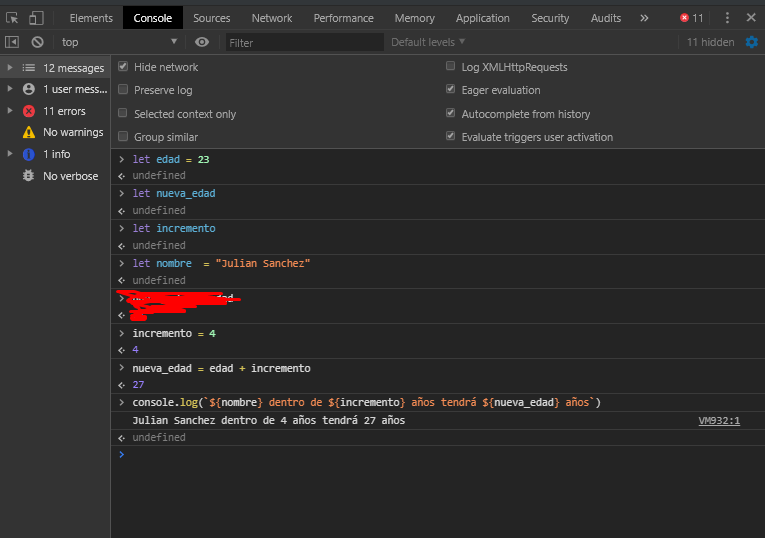 Elements Console Sources Network Performance Memory Application Security Audits » 11
top Filter Default levels 11 hidden
12 messages
1 user mess...
11 errors
No warnings
1 info
No verbose
Hide network Log XMLHttpRequests
Preserve log Eager evaluation
Selected context only Autocomplete from history
Group similar Evaluate triggers user activation
> let edad = 23
undefined
> let nueva_edad
undefined
> let incremento
undefined
> let nombre  = "Julian Sanchez"
undefined
> incremento = 4
4
> nueva_edad = edad + incremento
27
> console.log(`${nombre} dentro de ${incremento} años tendrá ${nueva_edad} años`)
Julian Sanchez dentro de 4 años tendrá 27 años VM932:1
undefined
>